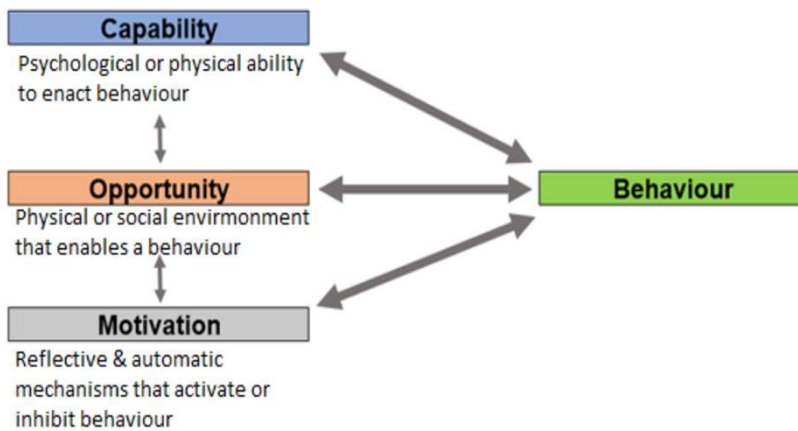 Capability
Psychological or physical ability
to enact behaviour
Opportunity
Behaviour
Physical or social envirmonment
that enables a behaviour
Motivation
Reflective & automatic
mechanisms that activate or
inhibit behaviour